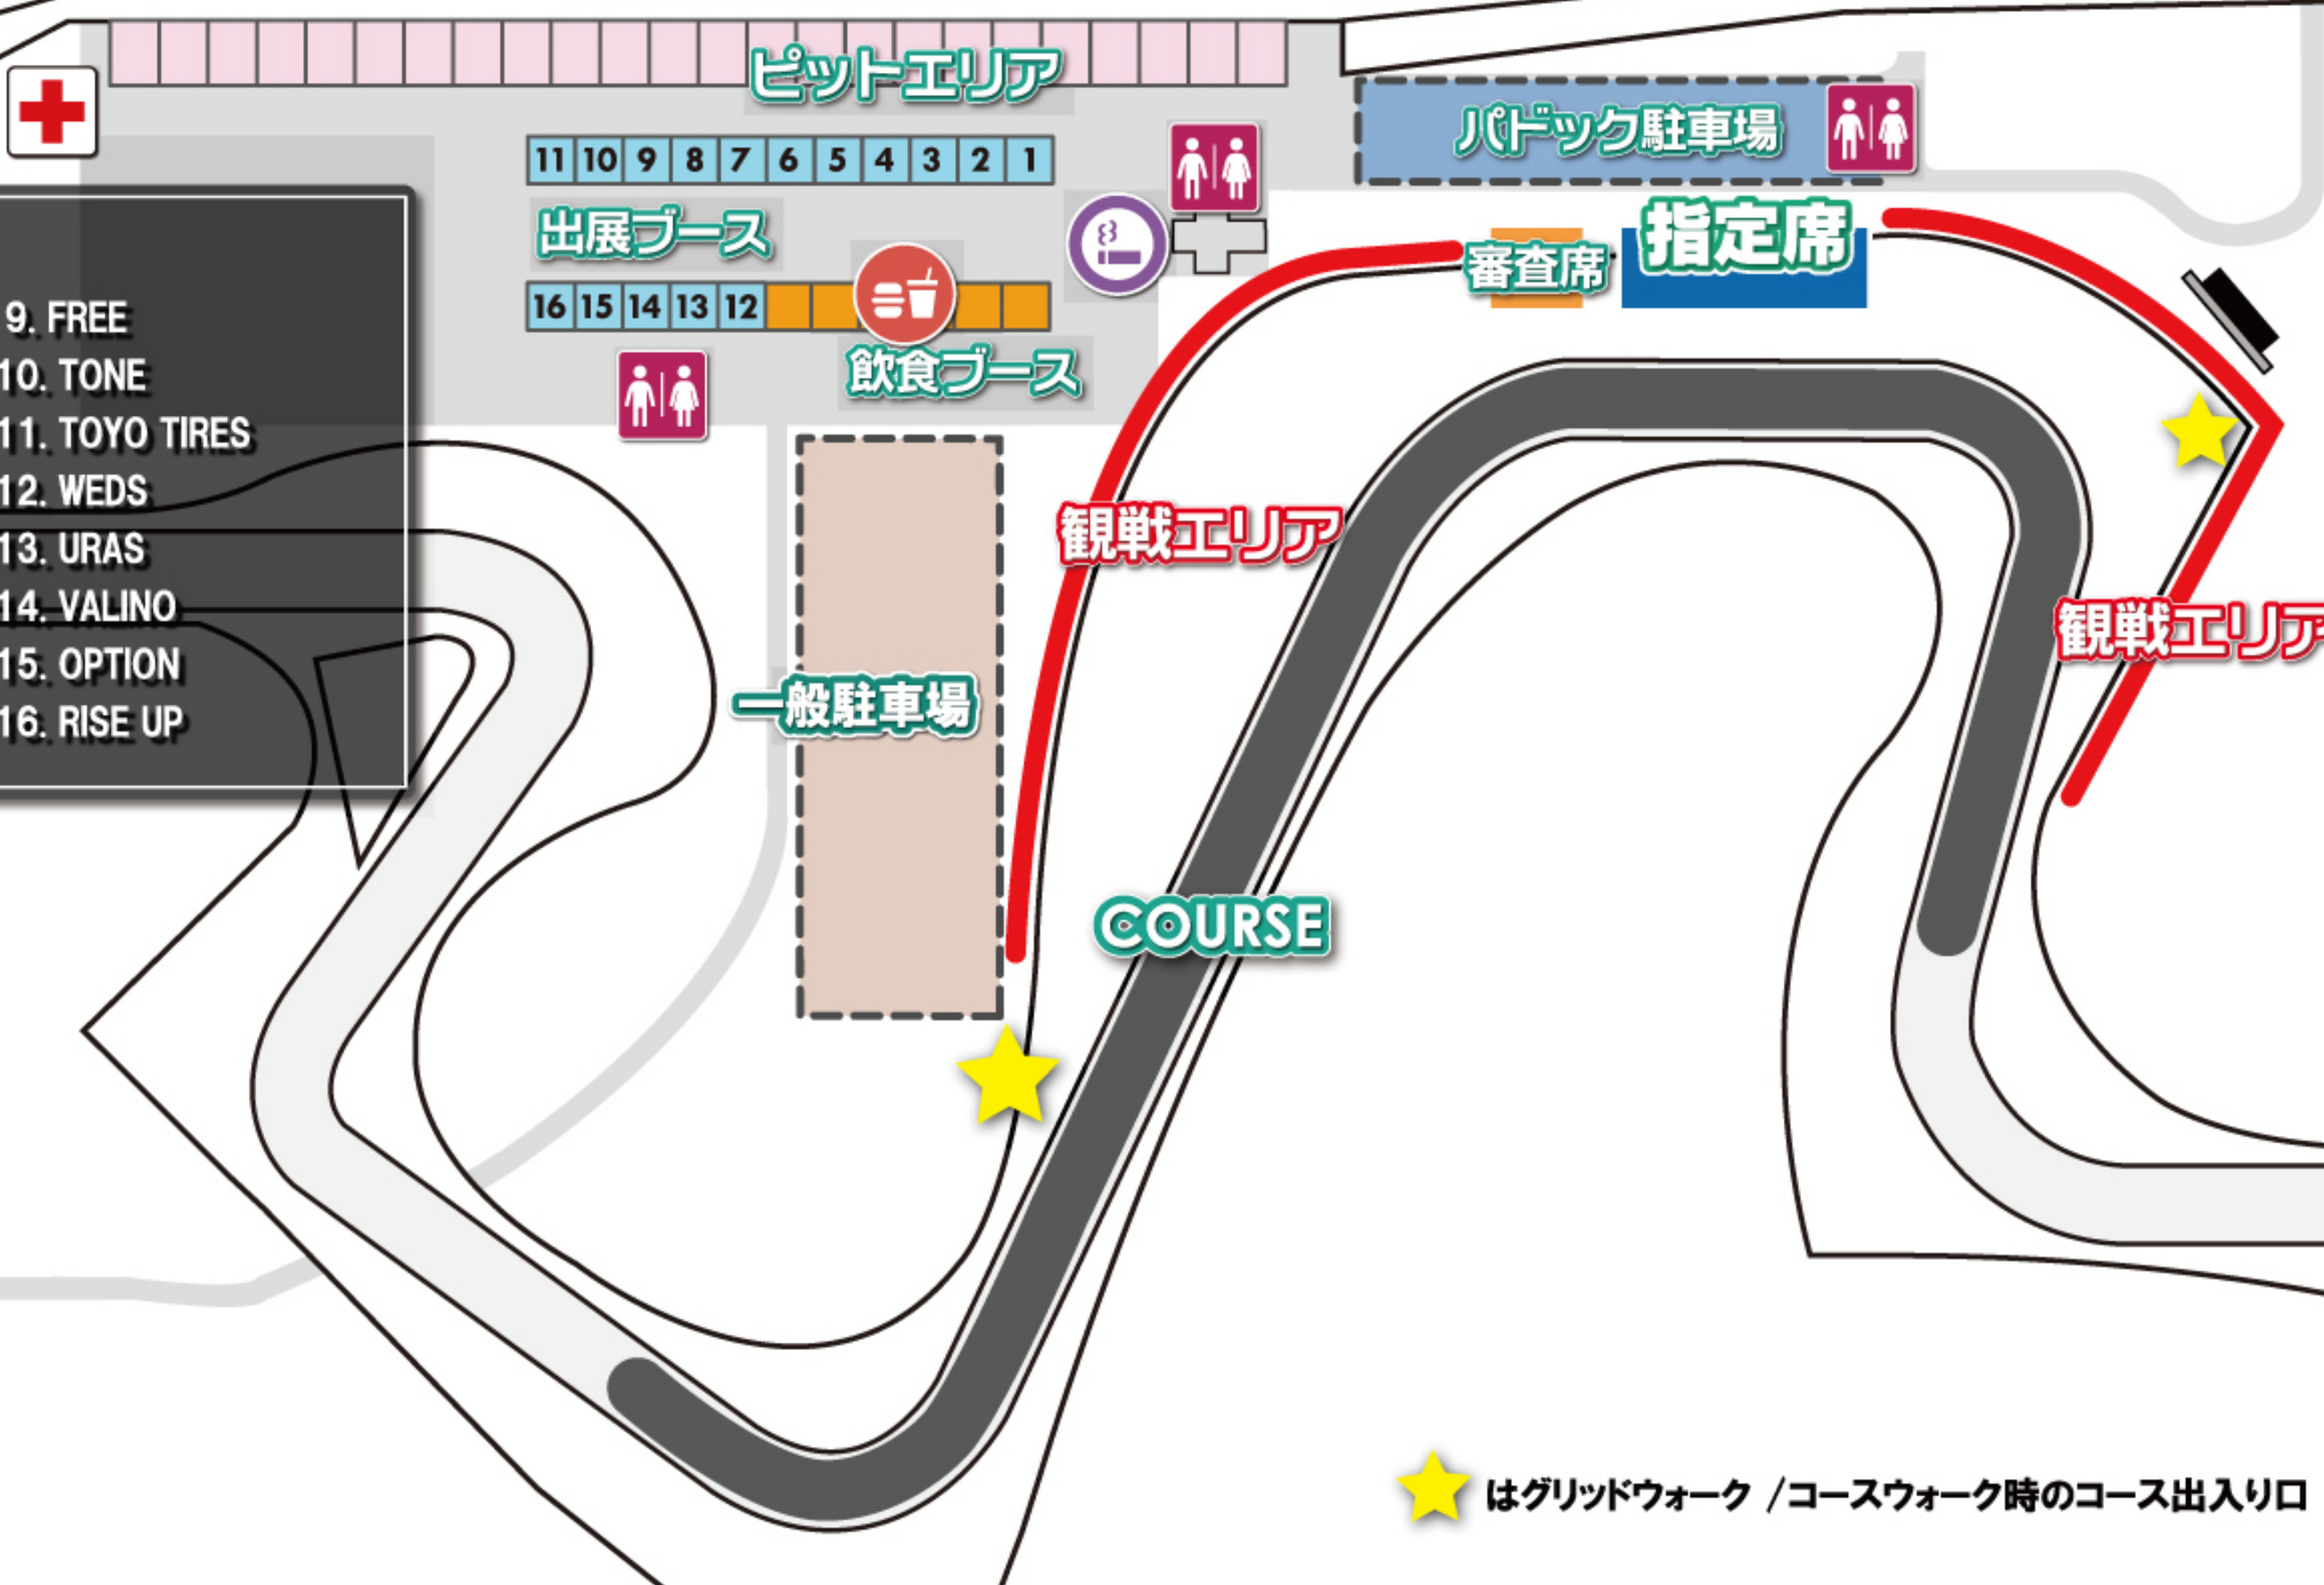 ピットエリア
パドック駐車場
11 10 9 8 7 6 5 4 3 2 1
出展ブース
指定席
審査席
16 15 14 13 12
飲食ブース
9. FREE
10. TONE
11. TOYO TIRES
12. WEDS
13. URAS
14. VALINO
15. OPTION
16. RISE UP
観戦エリア
観戦エリア
一般駐車場
COURSE
はグリッドウォーク /コースウォーク時のコース出入り口